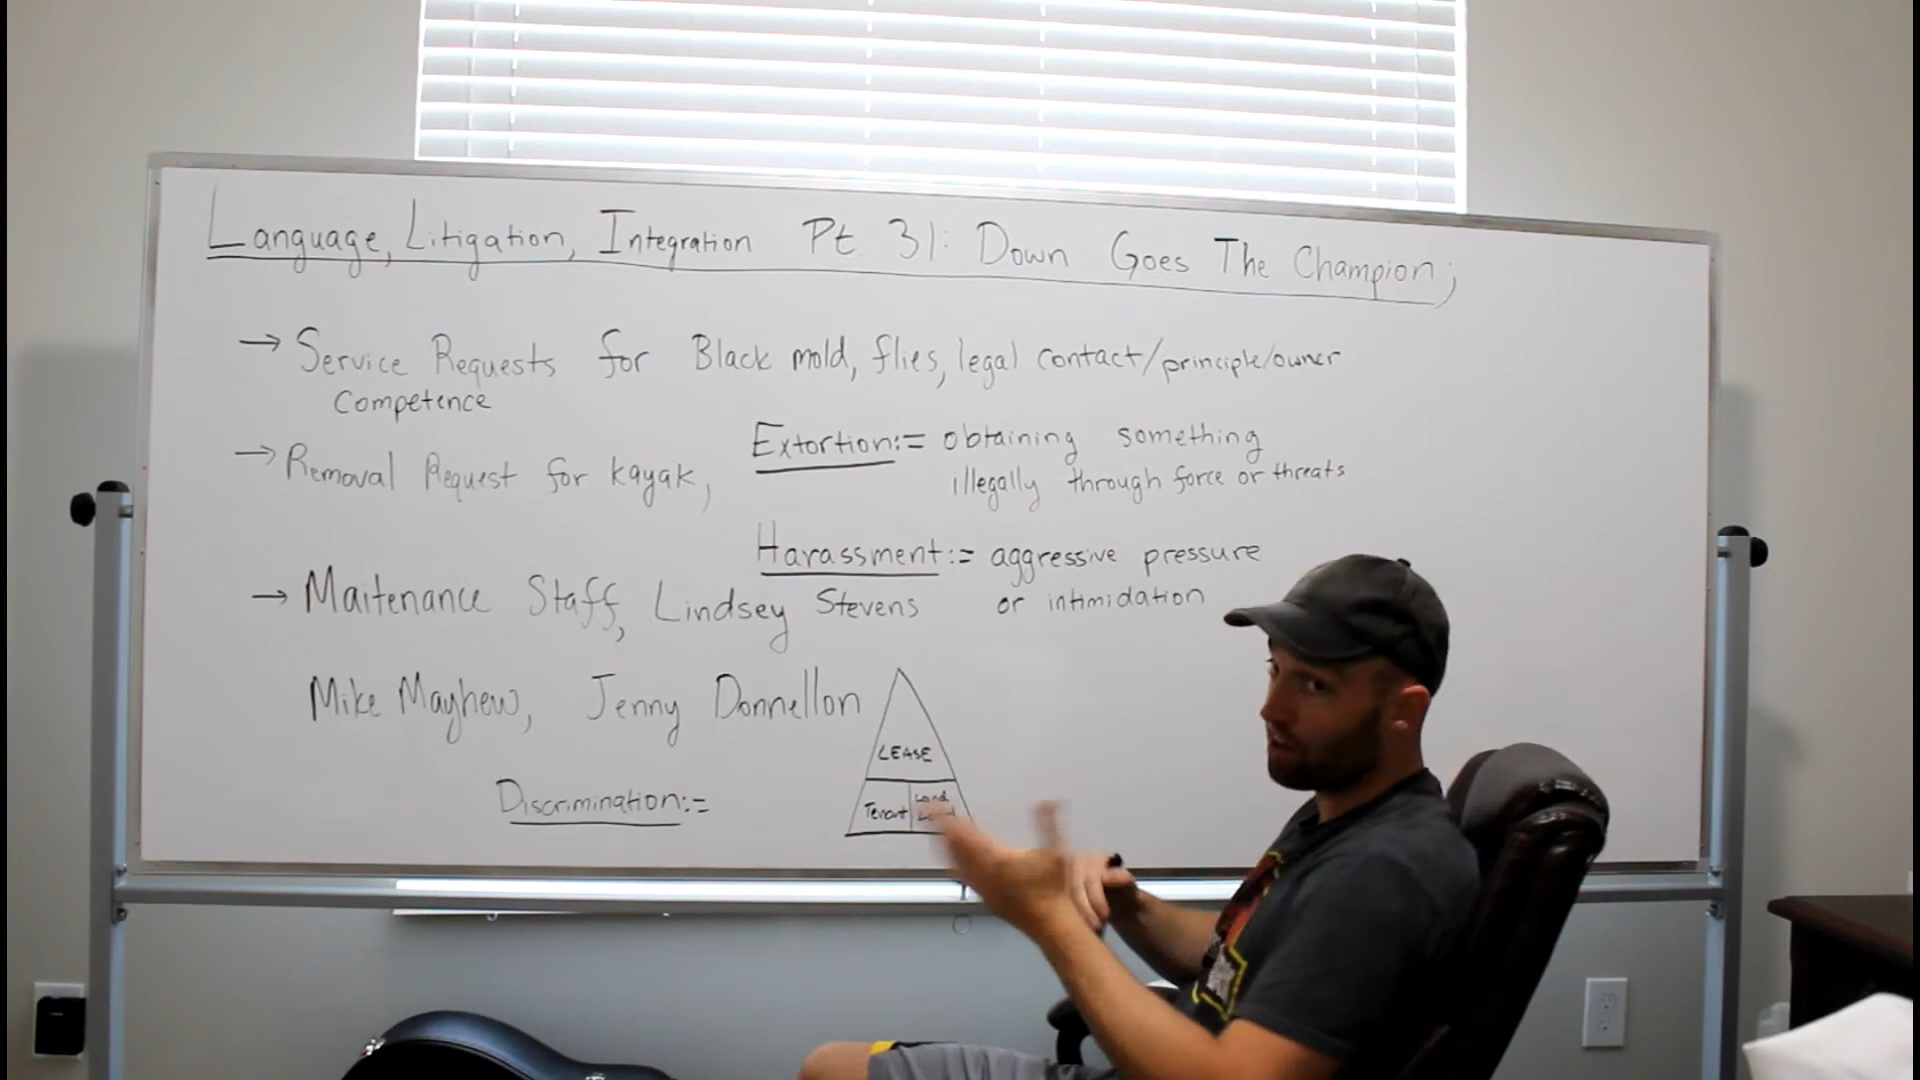 Language, Litigation, Integration Pt. 31: Down Goes The Champion;
→ Service Requests for Black mold, flies, legal contact/principle/owner
Competence
→ Removal Request for kayak,
Extortion:= obtaining something
illegally through force or threats
Harassment:= aggressive pressure
or intimidation
→ Maitenance Staff, Lindsey Stevens
Mike Mayhew, Jenny Donnellon
Discrimination:=
LEASE
Tenant
Land